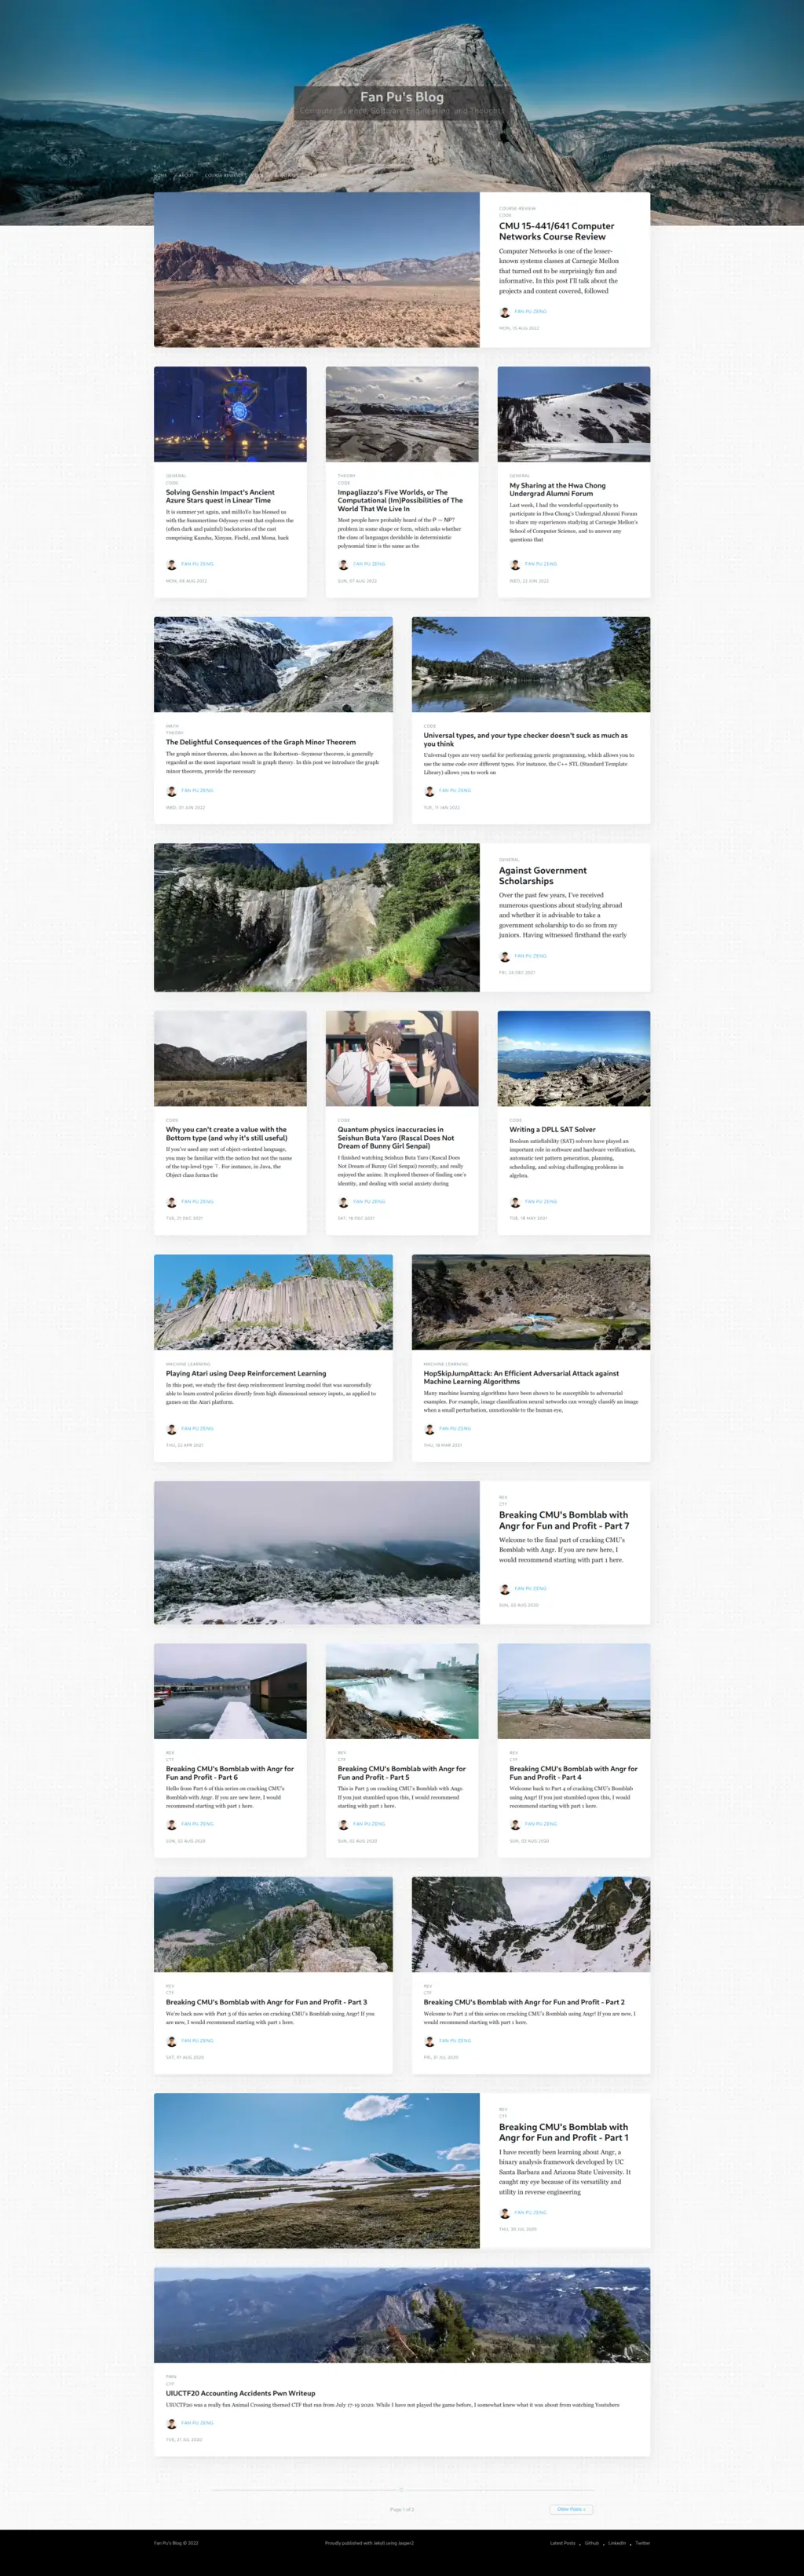 Fan Pu's Blog
Computer Science, Software Engineering, and Thoughts
HOME ABOUT COURSE REVIEWS
COURSE REVIEW
CODE
CMU 15-441/641 Computer
Networks Course Review
Computer Networks is one of the lesser-
known systems classes at Carnegie Mellon
that turned out to be surprisingly fun and
informative. In this post I'll talk about the
projects and content covered, followed
FAN PU ZENG
MON, 15 AUG 2022
GENERAL
CODE
Solving Genshin Impact's Ancient
Azure Stars quest in Linear Time
It is summer yet again, and miHoYo has blessed us
with the Summertime Odyssey event that explores the
(often dark and painful) backstories of the cast
comprising Kazuha, Xinyan, Fischl, and Mona, back
FAN PU ZENG
MON, 08 AUG 2022
THEORY
CODE
Impagliazzo's Five Worlds, or The
Computational (Im)Possibilities of The
World That We Live In
Most people have probably heard of the P = NP?
problem in some shape or form, which asks whether
the class of languages decidable in deterministic
polynomial time is the same as the
FAN PU ZENG
SUN, 07 AUG 2022
GENERAL
My Sharing at the Hwa Chong
Undergrad Alumni Forum
Last week, I had the wonderful opportunity to
participate in Hwa Chong's Undergrad Alumni Forum
to share my experiences studying at Carnegie Mellon's
School of Computer Science, and to answer any
questions that
FAN PU ZENG
WED, 22 JUN 2022
MATH
THEORY
The Delightful Consequences of the Graph Minor Theorem
The graph minor theorem, also known as the Robertson–Seymour theorem, is generally
regarded as the most important result in graph theory. In this post we introduce the graph
minor theorem, provide the necessary
FAN PU ZENG
WED, 01 JUN 2022
CODE
Universal types, and your type checker doesn't suck as much as
you think
Universal types are very useful for performing generic programming, which allows you to
use the same code over different types. For instance, the C++ STL (Standard Template
Library) allows you to work on
FAN PU ZENG
TUE, 11 JAN 2022
GENERAL
Against Government
Scholarships
Over the past few years, I've received
numerous questions about studying abroad
and whether it is advisable to take a
government scholarship to do so from my
juniors. Having witnessed firsthand the early
FAN PU ZENG
FRI, 24 DEC 2021
CODE
Why you can't create a value with the
Bottom type (and why it's still useful)
If you've used any sort of object-oriented language,
you may be familiar with the notion but not the name
of the top-level type ⊤. For instance, in Java, the
Object class forms the
FAN PU ZENG
TUE, 21 DEC 2021
CODE
Quantum physics inaccuracies in
Seishun Buta Yaro (Rascal Does Not
Dream of Bunny Girl Senpai)
I finished watching Seishun Buta Yaro (Rascal Does
Not Dream of Bunny Girl Senpai) recently, and really
enjoyed the anime. It explored themes of finding one's
identity, and dealing with social anxiety during
FAN PU ZENG
SAT, 18 DEC 2021
CODE
Writing a DPLL SAT Solver
Boolean satisfiability (SAT) solvers have played an
important role in software and hardware verification,
automatic test pattern generation, planning,
scheduling, and solving challenging problems in
algebra.
FAN PU ZENG
TUE, 18 MAY 2021
MACHINE LEARNING
Playing Atari using Deep Reinforcement Learning
In this post, we study the first deep reinforcement learning model that was successfully
able to learn control policies directly from high dimensional sensory inputs, as applied to
games on the Atari platform.
FAN PU ZENG
THU, 22 APR 2021
MACHINE LEARNING
HopSkipJumpAttack: An Efficient Adversarial Attack against
Machine Learning Algorithms
Many machine learning algorithms have been shown to be susceptible to adversarial
examples. For example, image classification neural networks can wrongly classify an image
when a small perturbation, unnoticable to the human eye,
FAN PU ZENG
THU, 18 MAR 2021
REV
CTF
Breaking CMU's Bomblab with
Angr for Fun and Profit - Part 7
Welcome to the final part of cracking CMU's
Bomblab with Angr. If you are new here, I
would recommend starting with part 1 here.
FAN PU ZENG
SUN, 02 AUG 2020
REV
CTF
Breaking CMU's Bomblab with Angr for
Fun and Profit - Part 6
Hello from Part 6 of this series on cracking CMU's
Bomblab with Angr. If you are new here, I would
recommend starting with part 1 here.
FAN PU ZENG
SUN, 02 AUG 2020
REV
CTF
Breaking CMU's Bomblab with Angr for
Fun and Profit - Part 5
This is Part 5 on cracking CMU's Bomblab with Angr.
If you just stumbled upon this, I would recommend
starting with part 1 here.
FAN PU ZENG
SUN, 02 AUG 2020
REV
CTF
Breaking CMU's Bomblab with Angr for
Fun and Profit - Part 4
Welcome back to Part 4 of cracking CMU's Bomblab
using Angr! If you just stumbled upon this, I would
recommend starting with part 1 here.
FAN PU ZENG
SUN, 02 AUG 2020
REV
CTF
Breaking CMU's Bomblab with Angr for Fun and Profit - Part 3
We're back now with Part 3 of this series on cracking CMU's Bomblab using Angr! If you
are new, I would recommend starting with part 1 here.
FAN PU ZENG
SAT, 01 AUG 2020
REV
CTF
Breaking CMU's Bomblab with Angr for Fun and Profit - Part 2
Welcome to Part 2 of this series on cracking CMU's Bomblab using Angr! If you are new, I
would recommend starting with part 1 here.
FAN PU ZENG
FRI, 31 JUL 2020
REV
CTF
Breaking CMU's Bomblab with
Angr for Fun and Profit - Part 1
I have recently been learning about Angr, a
binary analysis framework developed by UC
Santa Barbara and Arizona State University. It
caught my eye because of its versatility and
utility in reverse engineering
FAN PU ZENG
THU, 30 JUL 2020
PWN
CTF
UIUCTF20 Accounting Accidents Pwn Writeup
UIUCTF20 was a really fun Animal Crossing themed CTF that ran from July 17-19 2020. While I have not played the game before, I somewhat knew what it was about from watching Youtubers
FAN PU ZENG
TUE, 21 JUL 2020
Page 1 of 2
Older Posts »
Fan Pu's Blog © 2022
Proudly published with Jekyll using Jasper2
Latest Posts • Github • LinkedIn • Twitter